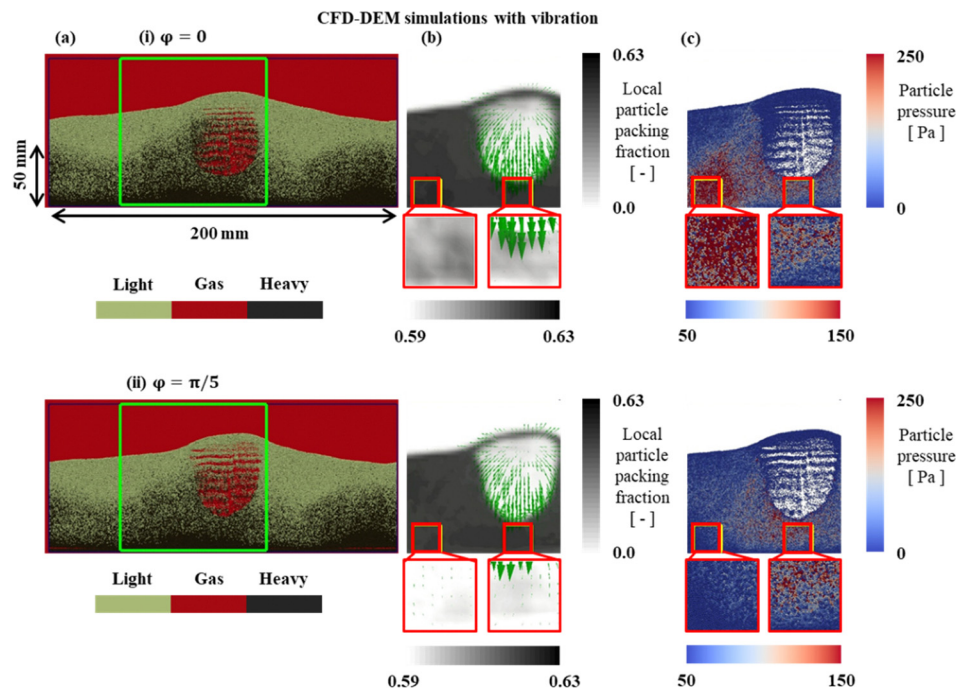 CFD-DEM simulations with vibration
(a)
(i) φ = 0
(b)
(c)
50 mm
200 mm
Light Gas Heavy
0.63
Local
particle
packing
fraction
[ - ]
0.0
0.59 0.63
250
Particle
pressure
[ Pa ]
0
50 150
(ii) φ = π/5
Light Gas Heavy
0.63
Local
particle
packing
fraction
[ - ]
0.0
0.59 0.63
250
Particle
pressure
[ Pa ]
0
50 150